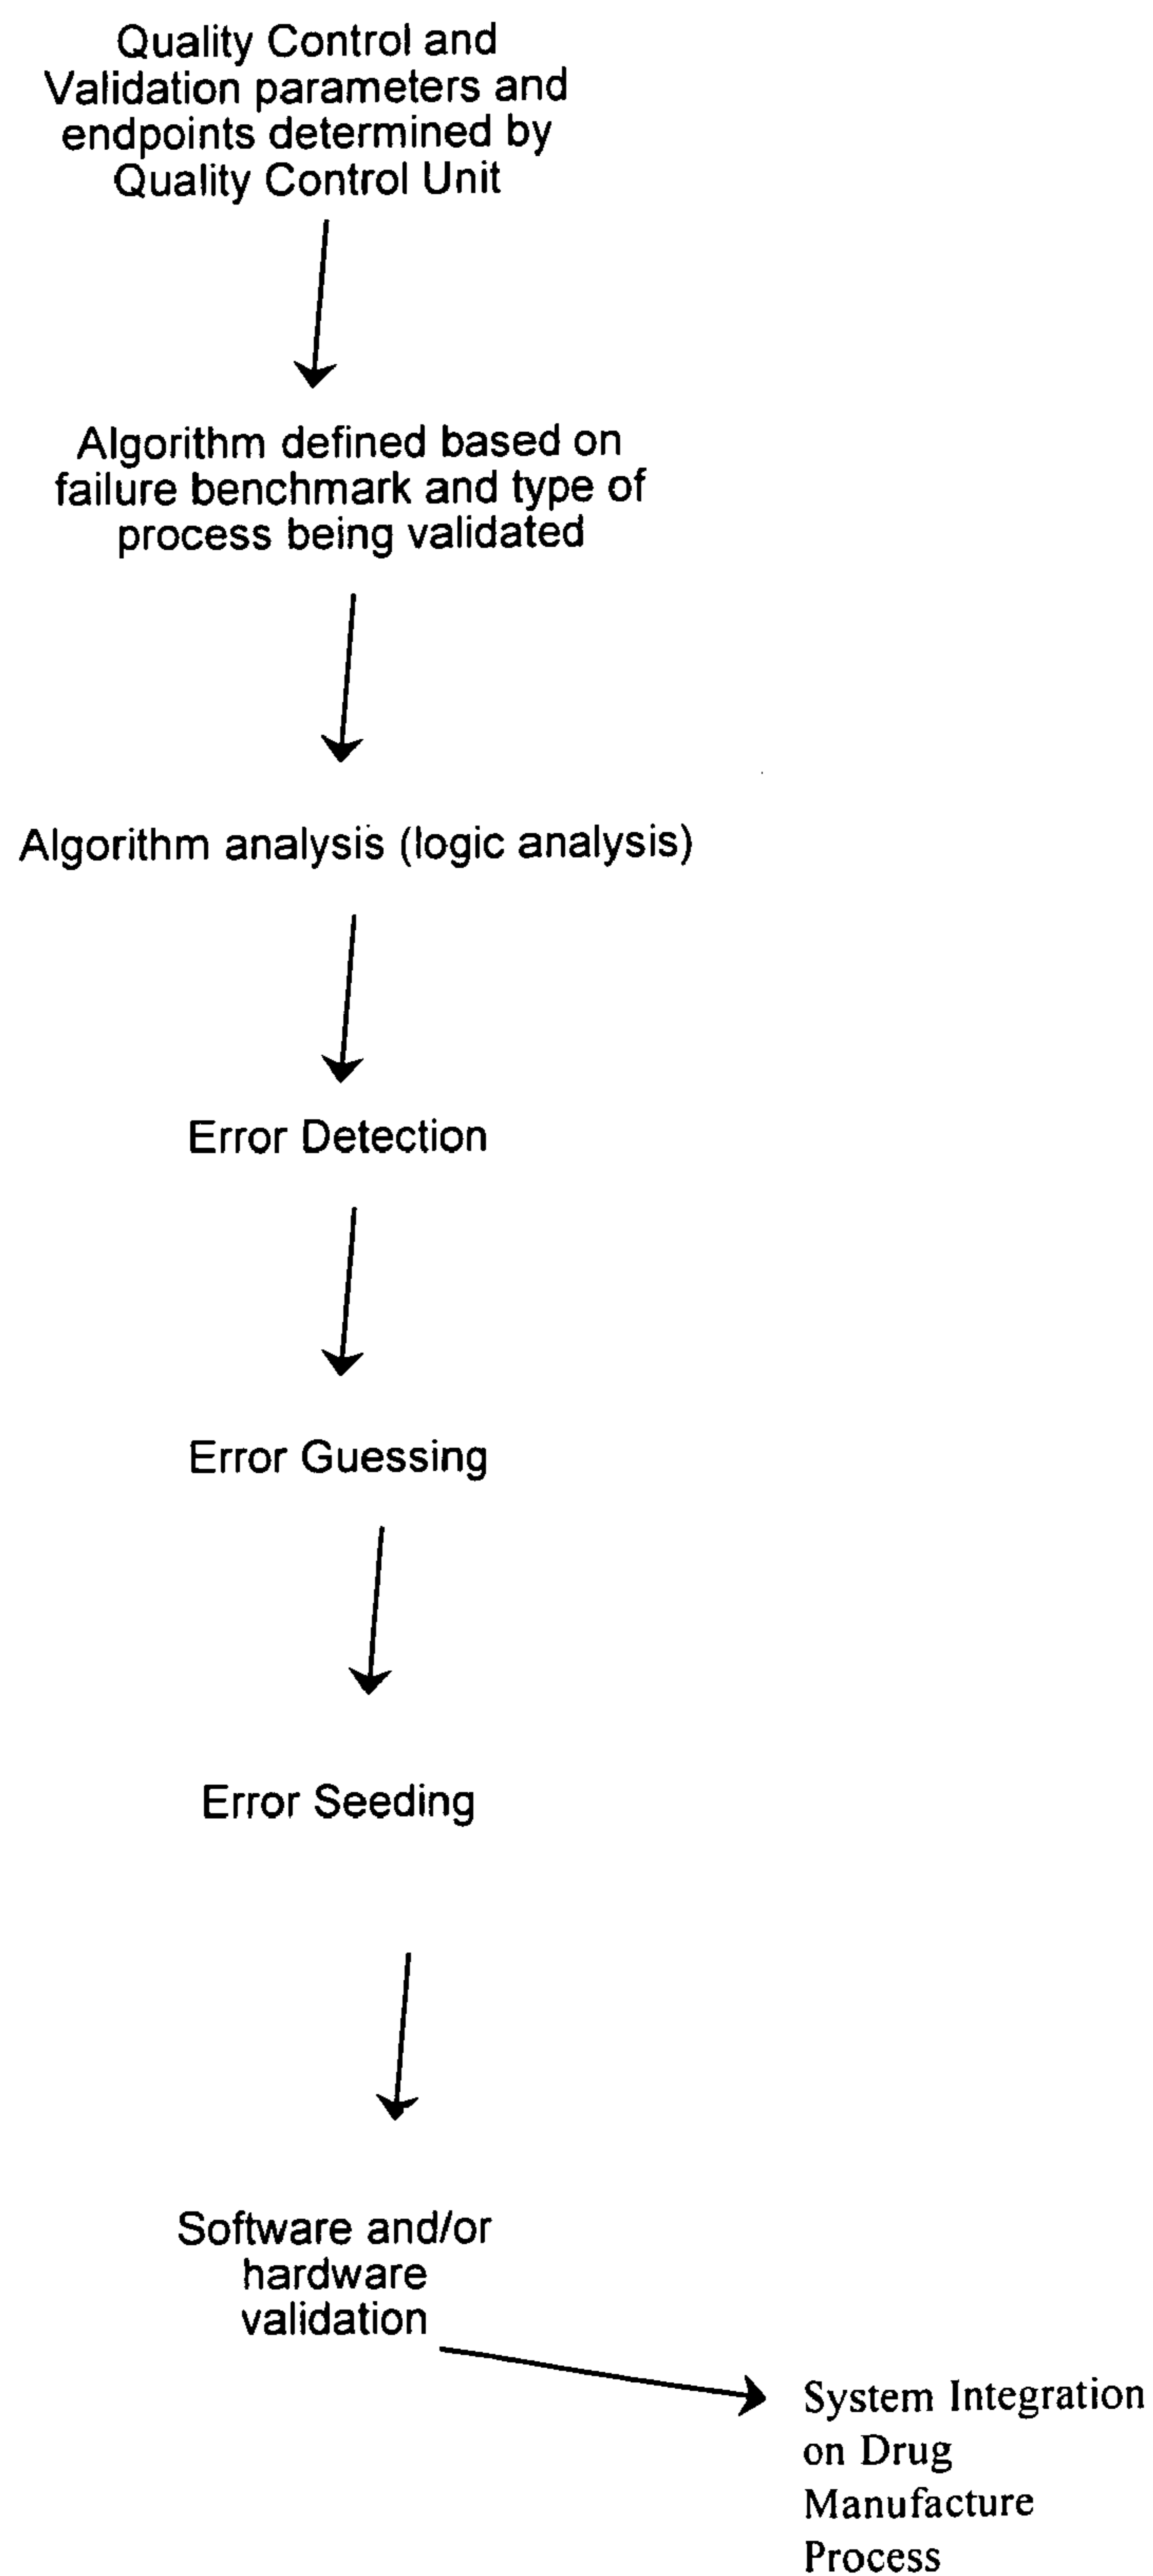 Quality Control and
Validation parameters and
endpoints determined by
Quality Control Unit
Algorithm defined based on
failure benchmark and type of
process being validated
Algorithm analysis (logic analysis)
Error Detection
Error Guessing
Error Seeding
Software and/or
hardware
validation
System Integration
on Drug
Manufacture
Process